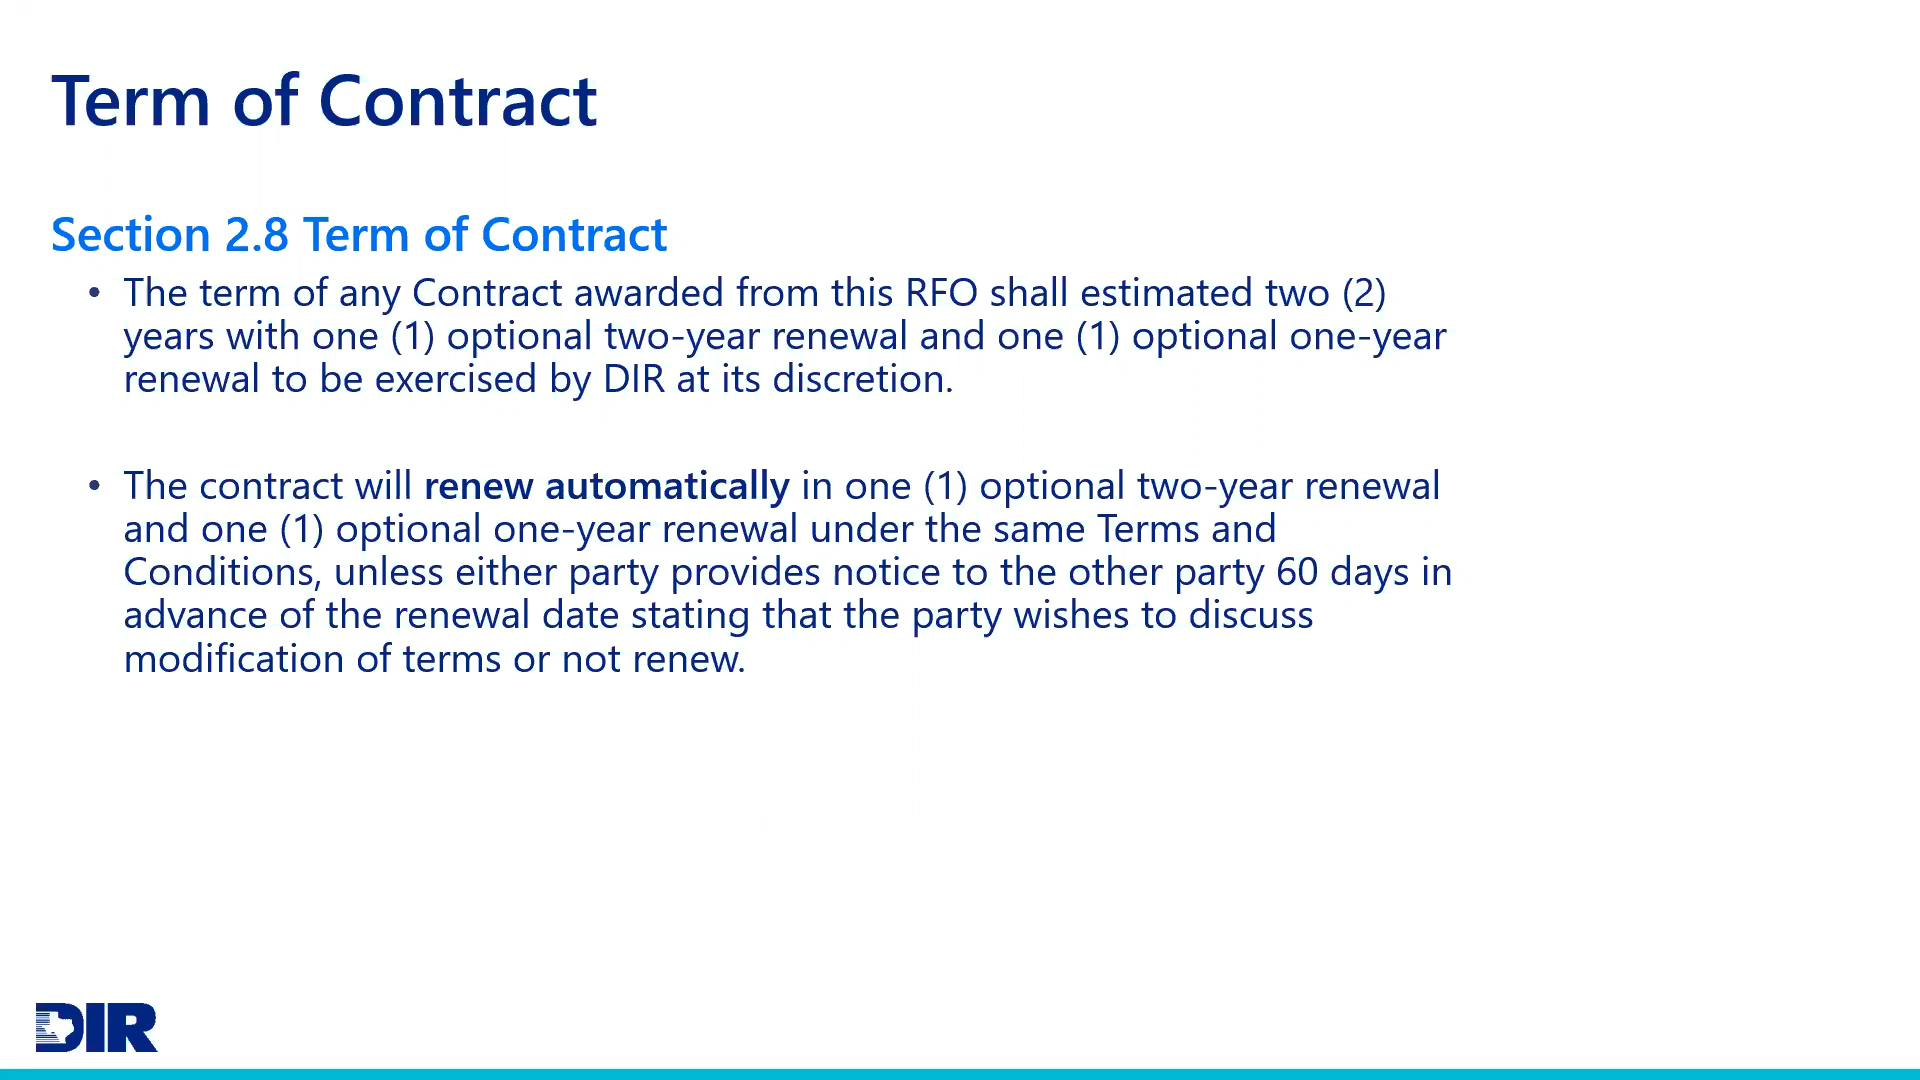 Term of Contract
Section 2.8 Term of Contract
• The term of any Contract awarded from this RFO shall estimated two (2)
years with one (1) optional two-year renewal and one (1) optional one-year
renewal to be exercised by DIR at its discretion.
• The contract will renew automatically in one (1) optional two-year renewal
and one (1) optional one-year renewal under the same Terms and
Conditions, unless either party provides notice to the other party 60 days in
advance of the renewal date stating that the party wishes to discuss
modification of terms or not renew.
DIR